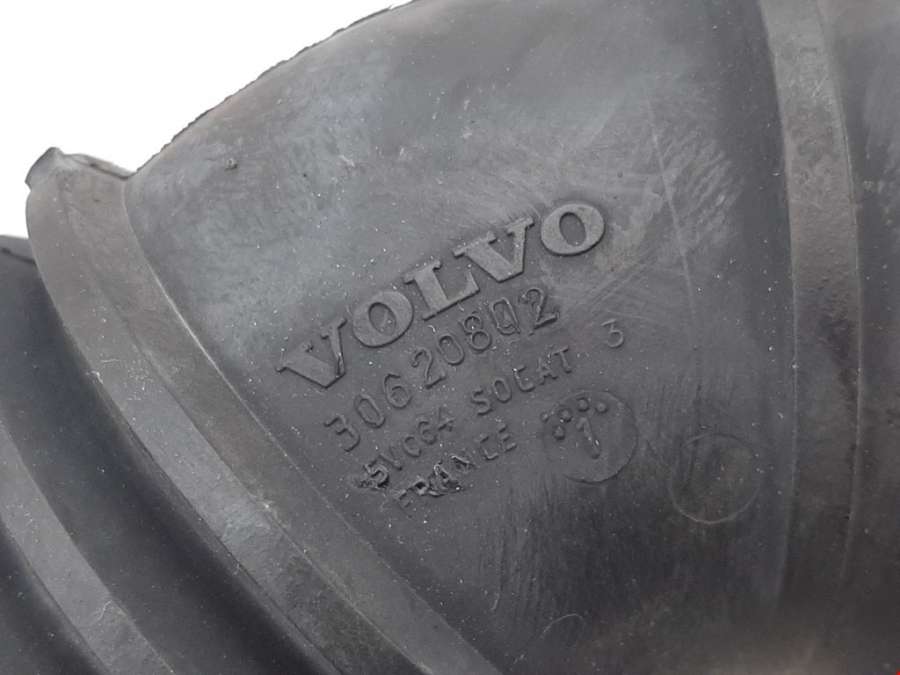 VOLVO
30620802
5VC64 SOCAT 3
FRANCE 1